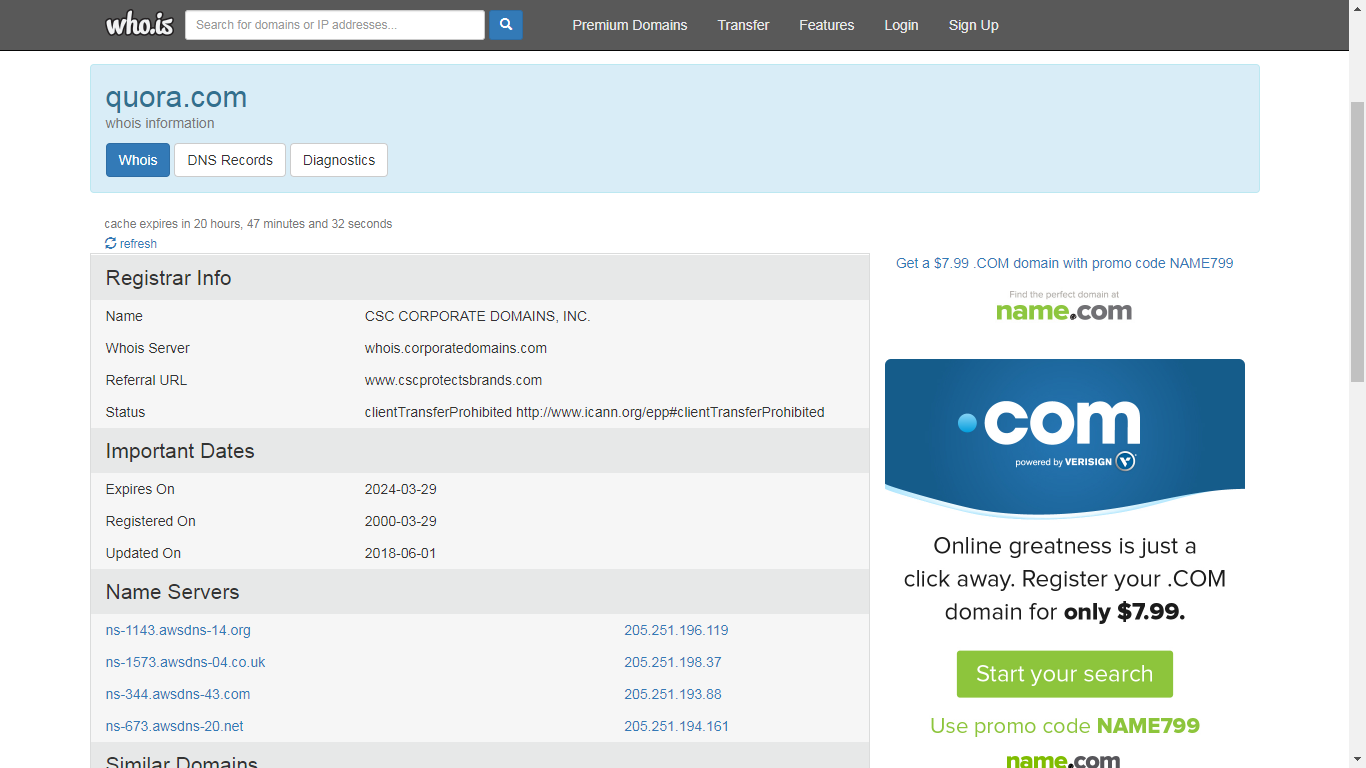 who.is
Search for domains or IP addresses...
Premium Domains Transfer Features Login Sign Up
quora.com
whois information
Whois DNS Records Diagnostics
cache expires in 20 hours, 47 minutes and 32 seconds
refresh
Registrar Info
Name CSC CORPORATE DOMAINS, INC.
Whois Server whois.corporatedomains.com
Referral URL www.cscprotectsbrands.com
Status clientTransferProhibited http://www.icann.org/epp#clientTransferProhibited
Important Dates
Expires On 2024-03-29
Registered On 2000-03-29
Updated On 2018-06-01
Name Servers
ns-1143.awsdns-14.org 205.251.196.119
ns-1573.awsdns-04.co.uk 205.251.198.37
ns-344.awsdns-43.com 205.251.193.88
ns-673.awsdns-20.net 205.251.194.161
Similar Domains
Get a $7.99 .COM domain with promo code NAME799
Find the perfect domain at
name.com
.com
powered by VERISIGN
Online greatness is just a
click away. Register your .COM
domain for only $7.99.
Start your search
Use promo code NAME799
name.com